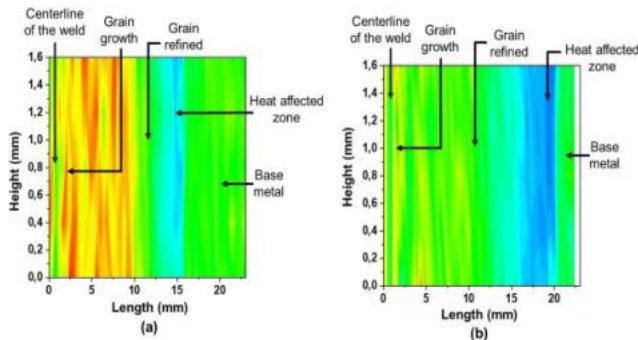 Centerline
of the weld
Grain
growth
Grain
refined
1,6
1,4
1,2
1,0
0,8
0,6
0,4
0,2
0,0
Height (mm)
Heat affected
zone
Base
metal
0
5
10
15
20
Length (mm)
(a)
Centerline
of the weld
Grain
growth
Grain
refined
Heat affected
zone
1,6
1,4
1,2
1,0
0,8
0,6
0,4
0,2
0,0
Height (mm)
Base
metal
0
5
10
15
20
Length (mm)
(b)